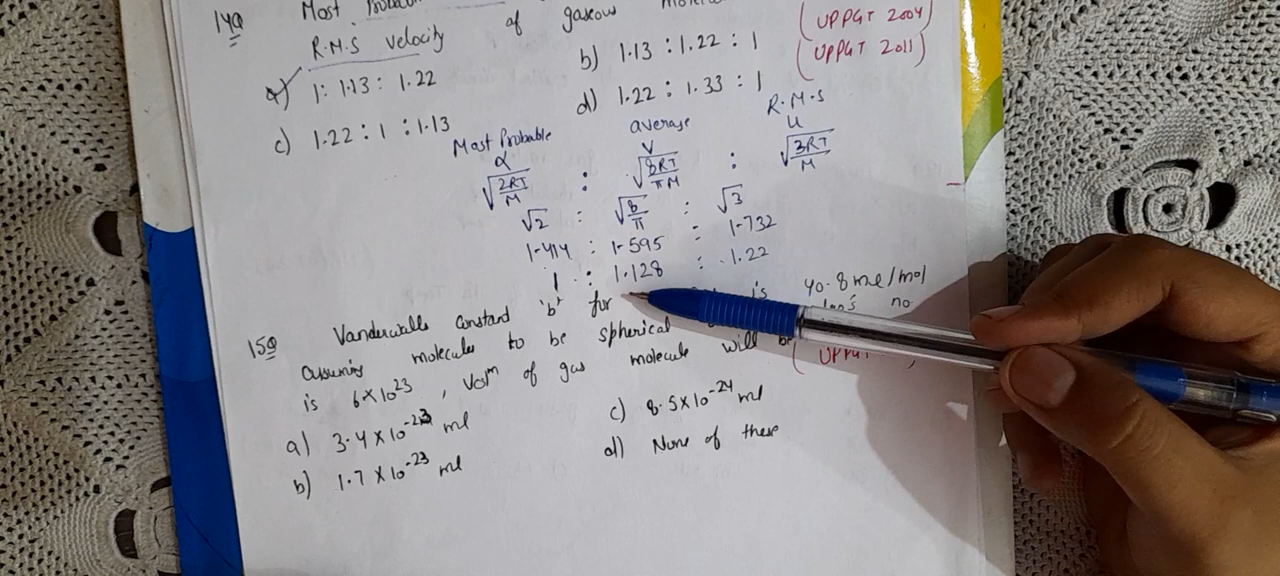 14Q Most Probable
R.M.S velocity of gaseous
(UPPGT 2004)
(UPPGT 2011)
a) 1: 1.13 : 1.22 b) 1.13 : 1.22 : 1
c) 1.22 : 1 : 1.13 d) 1.22 : 1.33 : 1
Most Probable average R.M.S
α V u
√2RT/M : √8RT/πM : √3RT/M
√2 : √8/π : √3
1.414 : 1.595 : 1.732
1 : 1.128 : 1.22
15Q Vanderwalls constant 'b' for is 40.8 ml/mol
assuming molecules to be spherical no.
is 6×10²³, Volm of gas molecule will be (UPPGT
a) 3.4 × 10⁻²³ ml c) 8.5×10⁻²⁴ ml
b) 1.7 × 10⁻²³ ml d) None of these